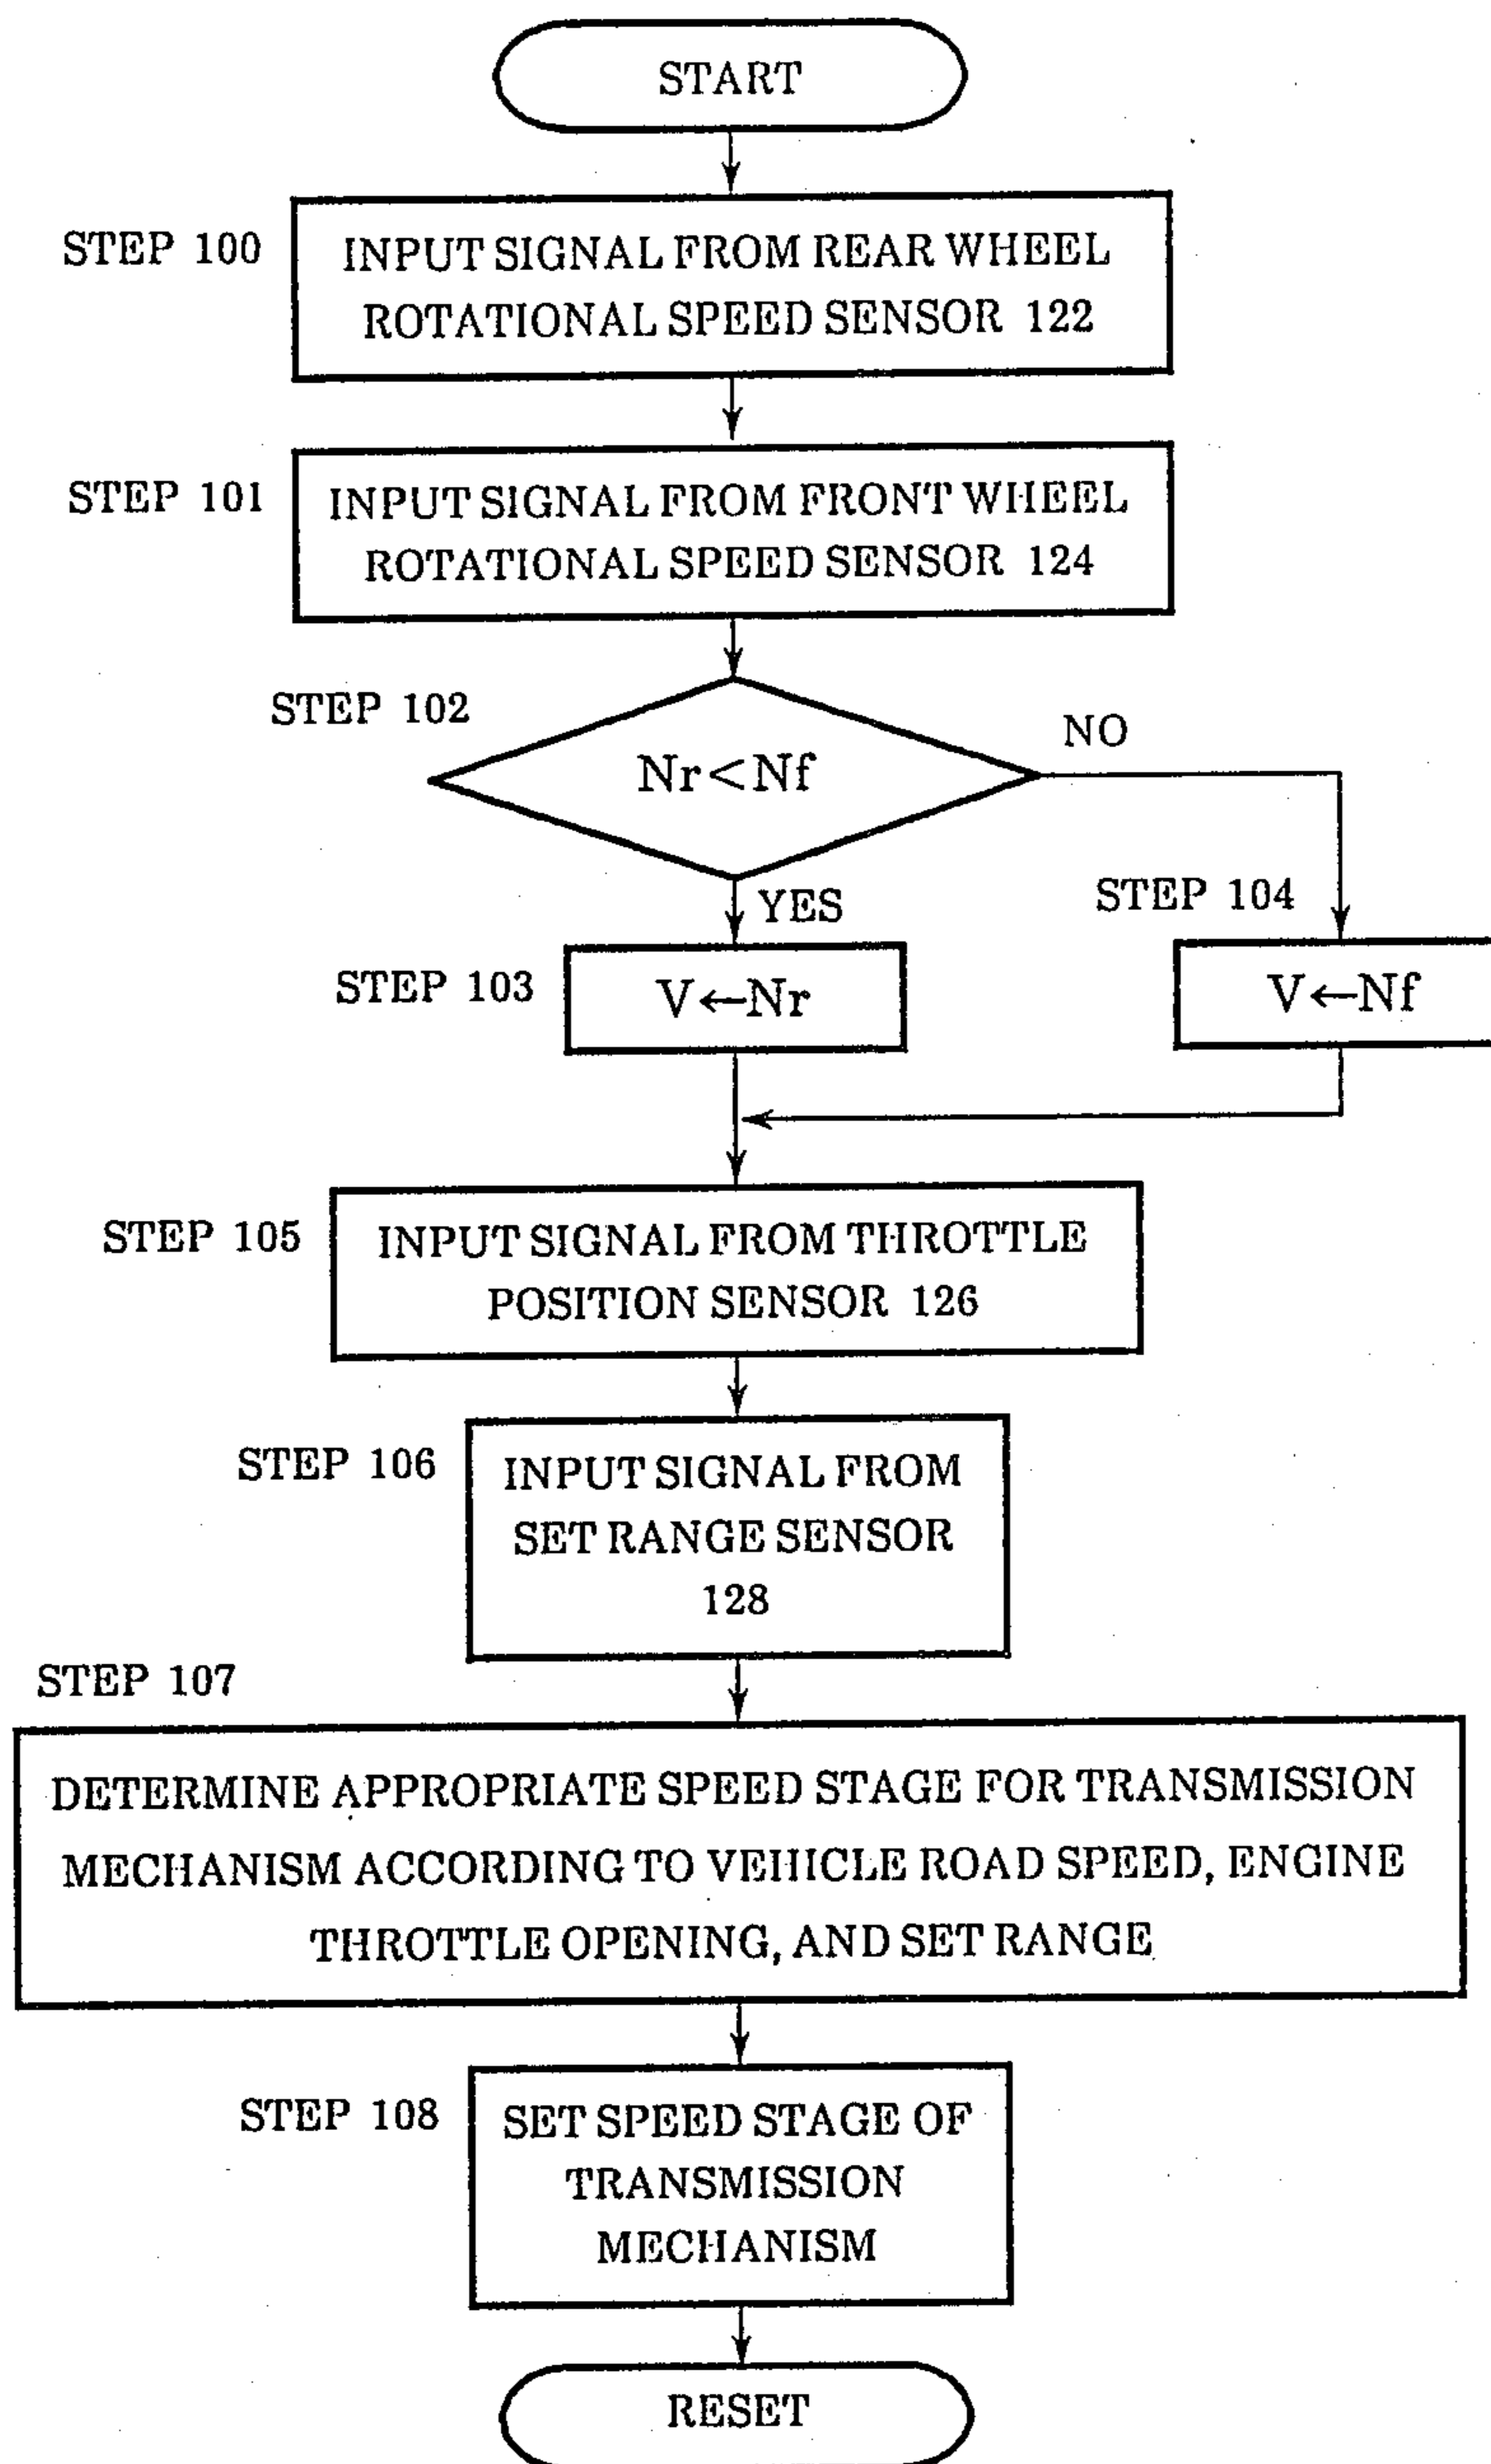 START
STEP 100
INPUT SIGNAL FROM REAR WHEEL
ROTATIONAL SPEED SENSOR 122
STEP 101
INPUT SIGNAL FROM FRONT WHEEL
ROTATIONAL SPEED SENSOR 124
STEP 102
Nr<Nf
NO
YES
STEP 103
V←Nr
STEP 104
V←Nf
STEP 105
INPUT SIGNAL FROM THROTTLE
POSITION SENSOR 126
STEP 106
INPUT SIGNAL FROM
SET RANGE SENSOR
128
STEP 107
DETERMINE APPROPRIATE SPEED STAGE FOR TRANSMISSION
MECHANISM ACCORDING TO VEHICLE ROAD SPEED, ENGINE
THROTTLE OPENING, AND SET RANGE
STEP 108
SET SPEED STAGE OF
TRANSMISSION
MECHANISM
RESET